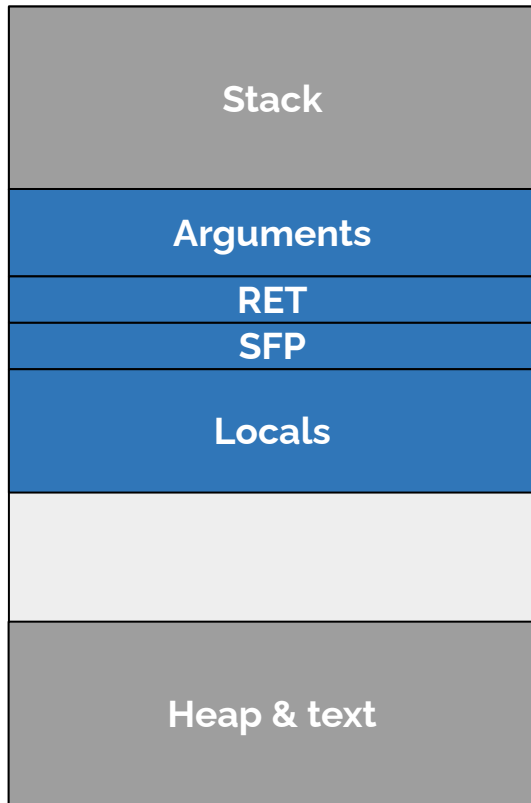 Stack
Arguments
RET
SFP
Locals
Heap & text